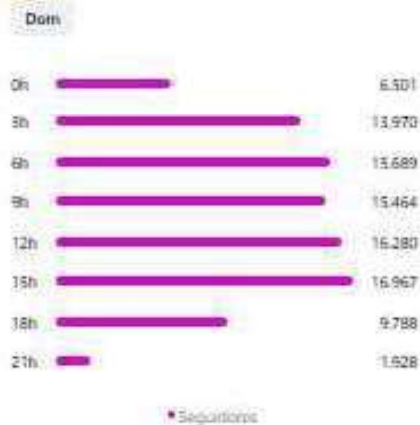 Dom
0h 6.501
3h 13.970
6h 15.689
9h 15.464
12h 16.280
15h 16.967
18h 9.788
21h 1.928
Seguidores